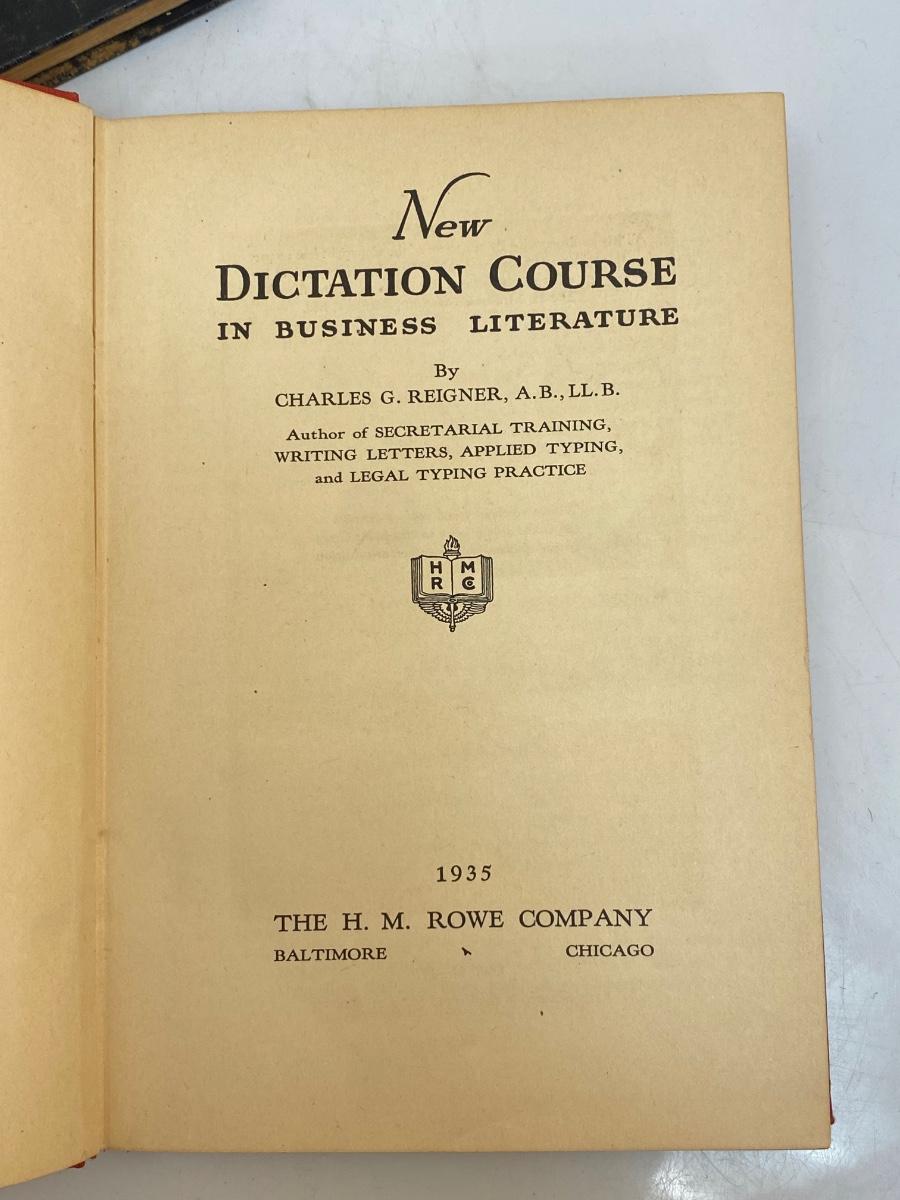 New
DICTATION COURSE
IN BUSINESS LITERATURE
By
CHARLES G. REIGNER, A.B., LL.B.
Author of SECRETARIAL TRAINING,
WRITING LETTERS, APPLIED TYPING,
and LEGAL TYPING PRACTICE
H M
R Co
1935
THE H. M. ROWE COMPANY
BALTIMORE CHICAGO